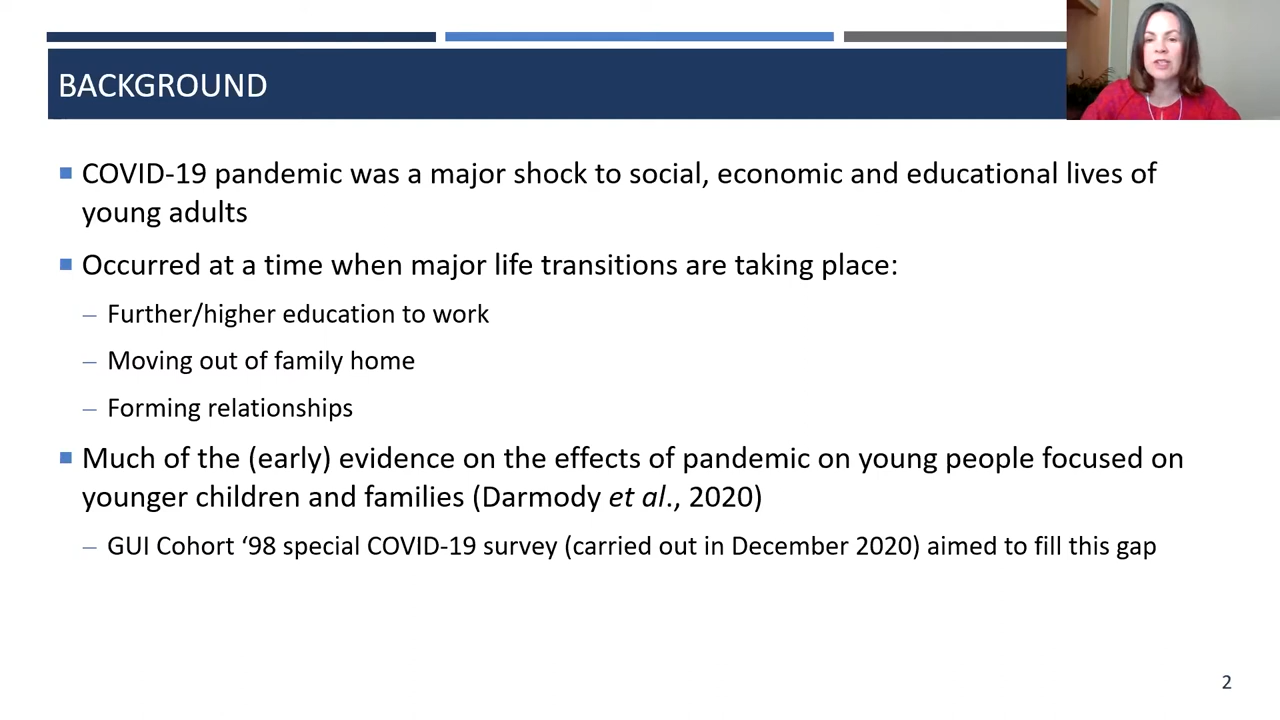 BACKGROUND
COVID-19 pandemic was a major shock to social, economic and educational lives of
young adults
Occurred at a time when major life transitions are taking place:
– Further/higher education to work
– Moving out of family home
– Forming relationships
Much of the (early) evidence on the effects of pandemic on young people focused on
younger children and families (Darmody et al., 2020)
– GUI Cohort ‘98 special COVID-19 survey (carried out in December 2020) aimed to fill this gap
2